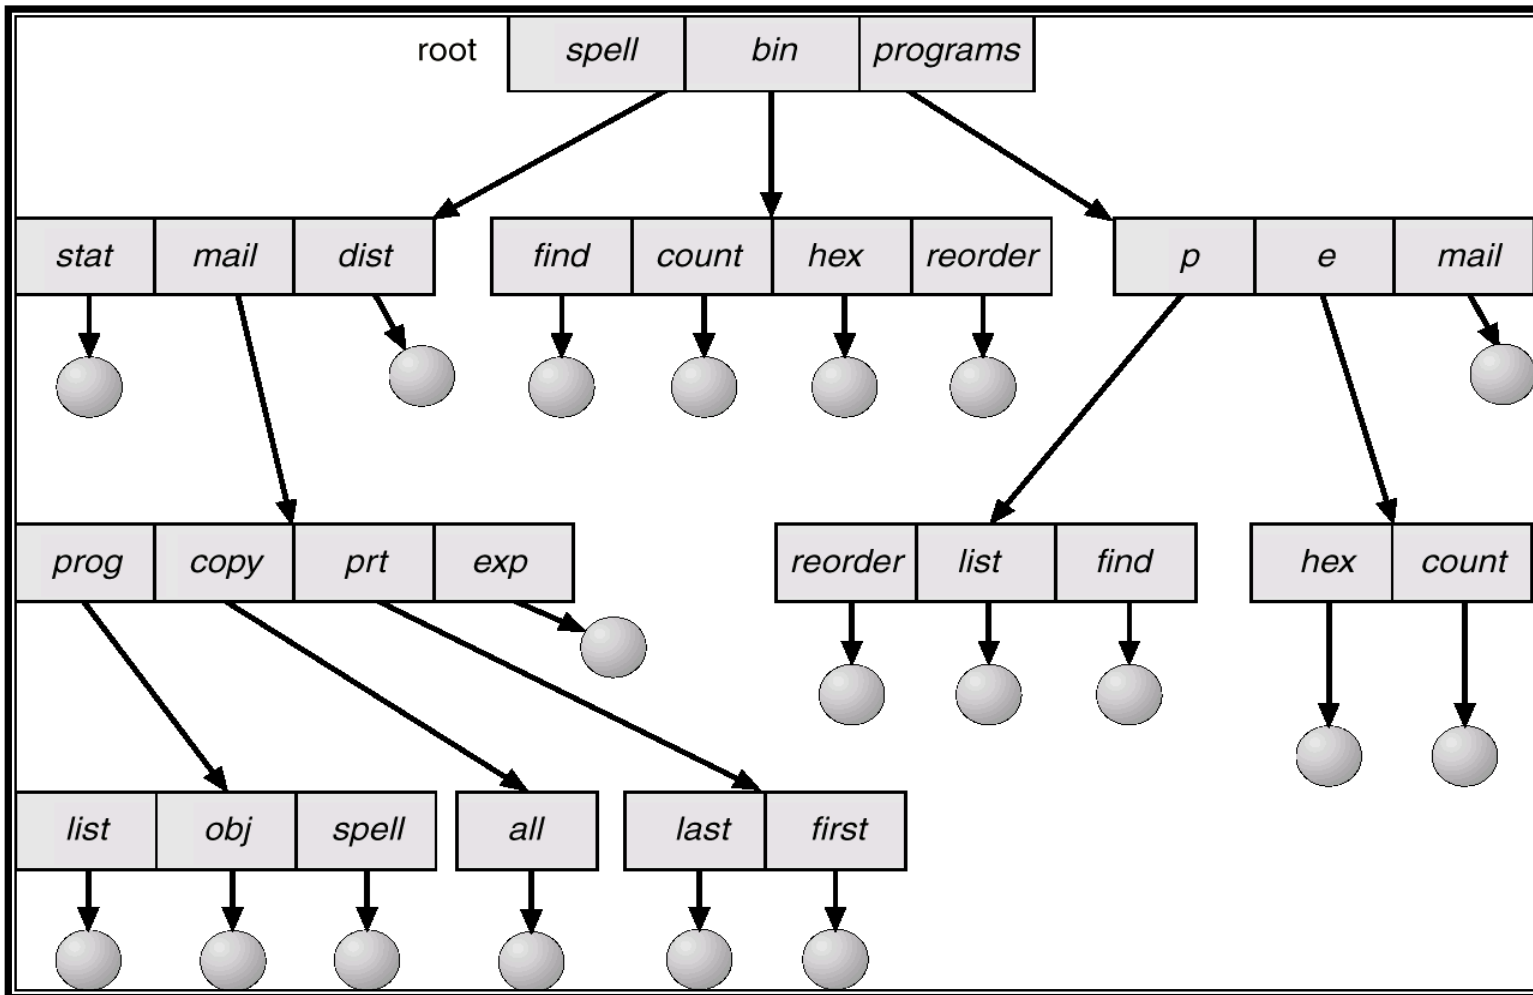 root spell bin programs
stat mail dist find count hex reorder p e mail
prog copy prt exp reorder list find hex count
list obj spell all last first